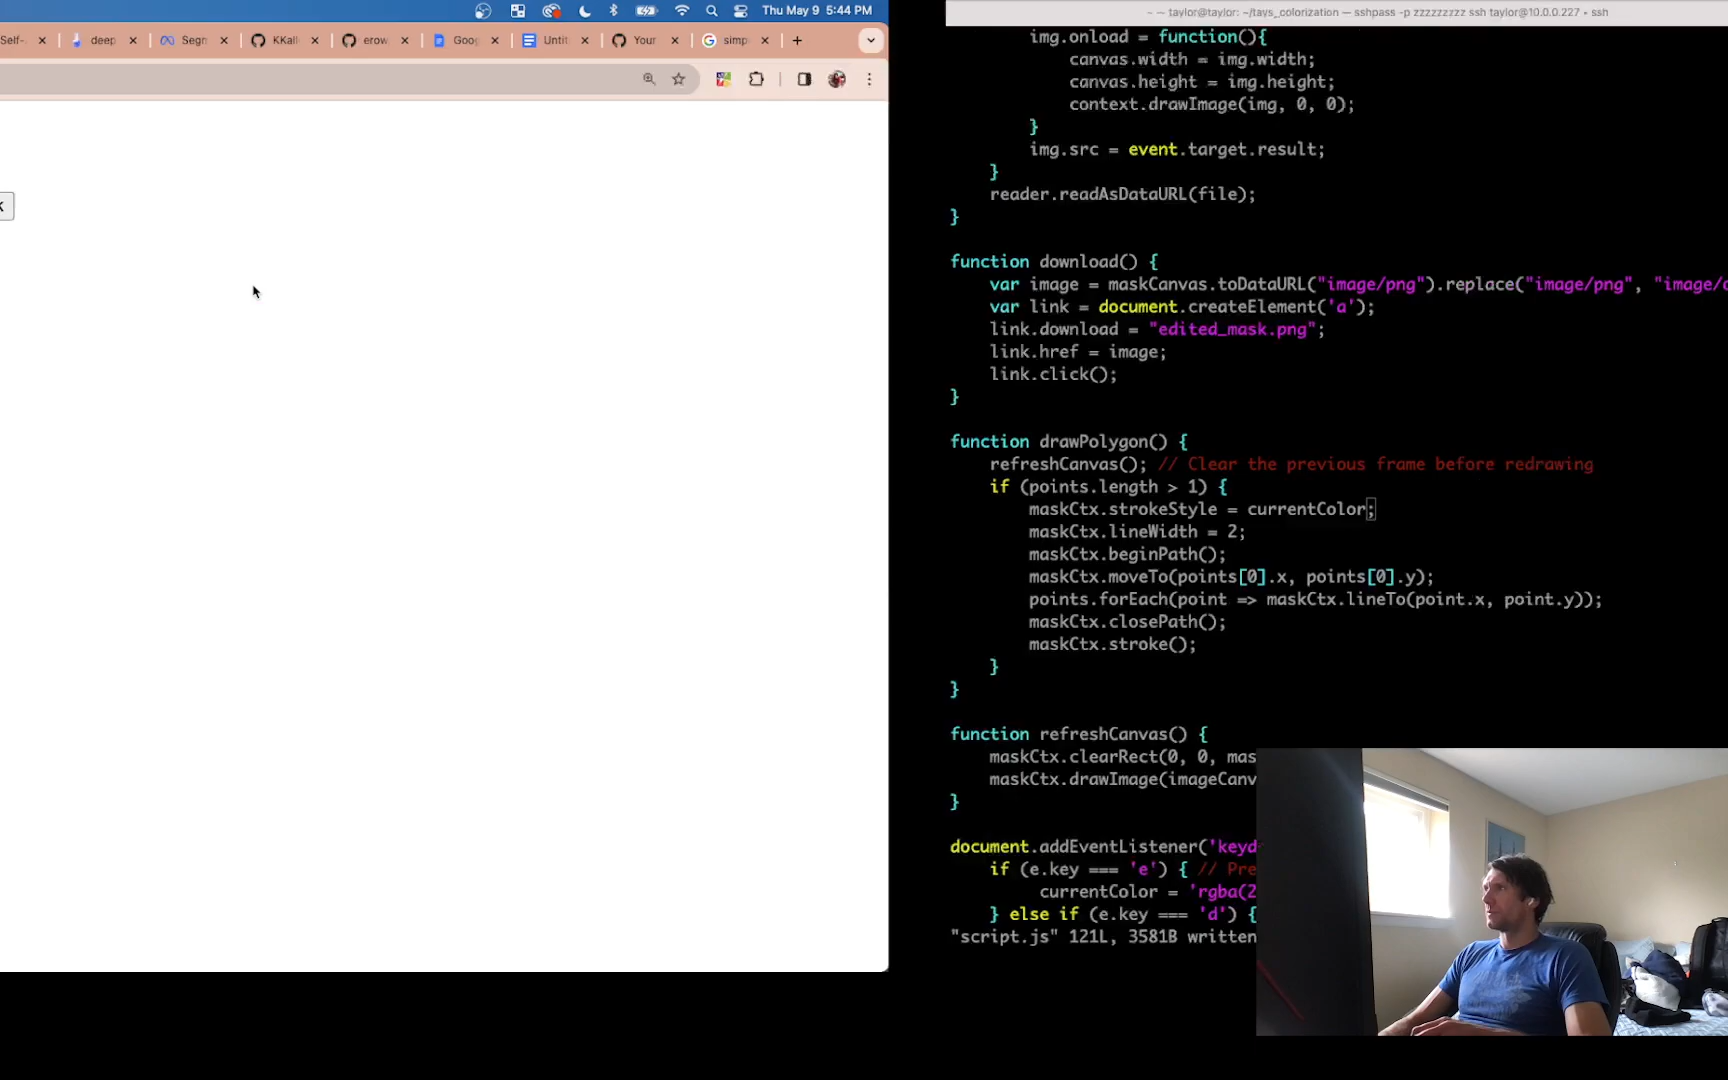 Thu May 9 5:44 PM
Self-
deep
Segn
KKall
erow
Goog
Untit
Your
simp
~ — taylor@taylor: ~/tays_colorization — sshpass -p zzzzzzzzz ssh taylor@10.0.0.227 • ssh
img.onload = function(){
canvas.width = img.width;
canvas.height = img.height;
context.drawImage(img, 0, 0);
}
img.src = event.target.result;
}
reader.readAsDataURL(file);
}
function download() {
var image = maskCanvas.toDataURL("image/png").replace("image/png", "image/
var link = document.createElement('a');
link.download = "edited_mask.png";
link.href = image;
link.click();
}
function drawPolygon() {
refreshCanvas(); // Clear the previous frame before redrawing
if (points.length > 1) {
maskCtx.strokeStyle = currentColor;
maskCtx.lineWidth = 2;
maskCtx.beginPath();
maskCtx.moveTo(points[0].x, points[0].y);
points.forEach(point => maskCtx.lineTo(point.x, point.y));
maskCtx.closePath();
maskCtx.stroke();
}
}
function refreshCanvas() {
maskCtx.clearRect(0, 0, mas
maskCtx.drawImage(imageCanv
}
document.addEventListener('keyd
if (e.key === 'e') { // Pre
currentColor = 'rgba(2
} else if (e.key === 'd') {
"script.js" 121L, 3581B written